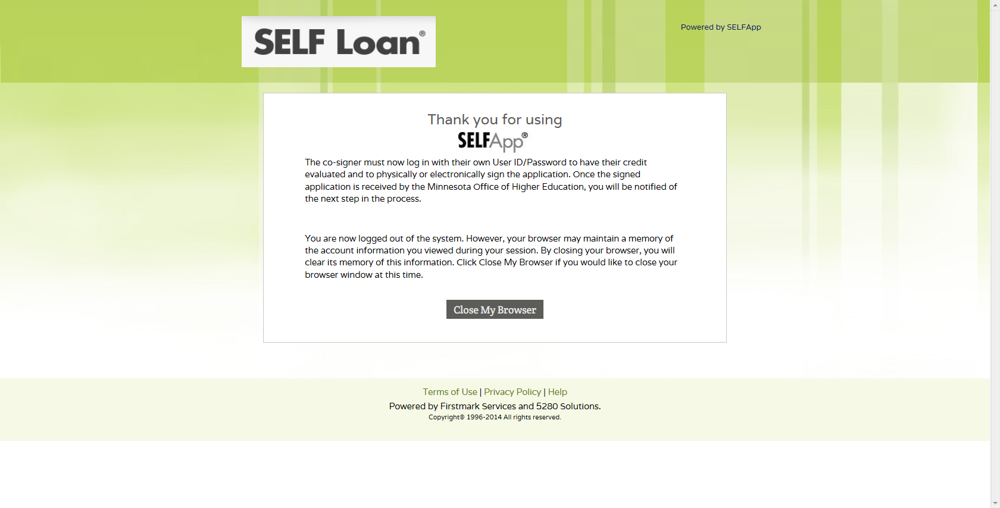 SELF Loan®
Powered by SELFApp
Thank you for using
SELFApp®
The co-signer must now log in with their own User ID/Password to have their credit
evaluated and to physically or electronically sign the application. Once the signed
application is received by the Minnesota Office of Higher Education, you will be notified of
the next step in the process.
You are now logged out of the system. However, your browser may maintain a memory of
the account information you viewed during your session. By closing your browser, you will
clear its memory of this information. Click Close My Browser if you would like to close your
browser window at this time.
Close My Browser
Terms of Use | Privacy Policy | Help
Powered by Firstmark Services and 5280 Solutions.
Copyright© 1996-2014 All rights reserved.